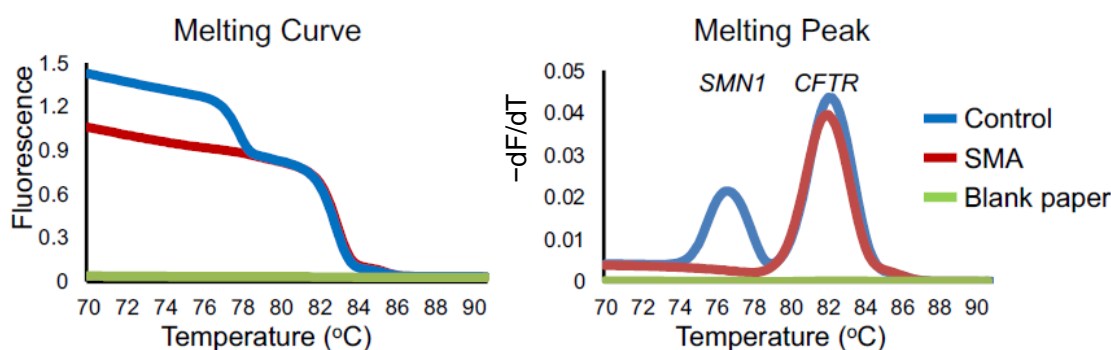 Melting Curve
Fluorescence
1.5
1.2
0.9
0.6
0.3
0
70 72 74 76 78 80 82 84 86 88 90
Temperature (oC)
Melting Peak
−dF/dT
0.05
0.04
0.03
0.02
0.01
0
SMN1 CFTR
70 72 74 76 78 80 82 84 86 88 90
Temperature (oC)
Control
SMA
Blank paper